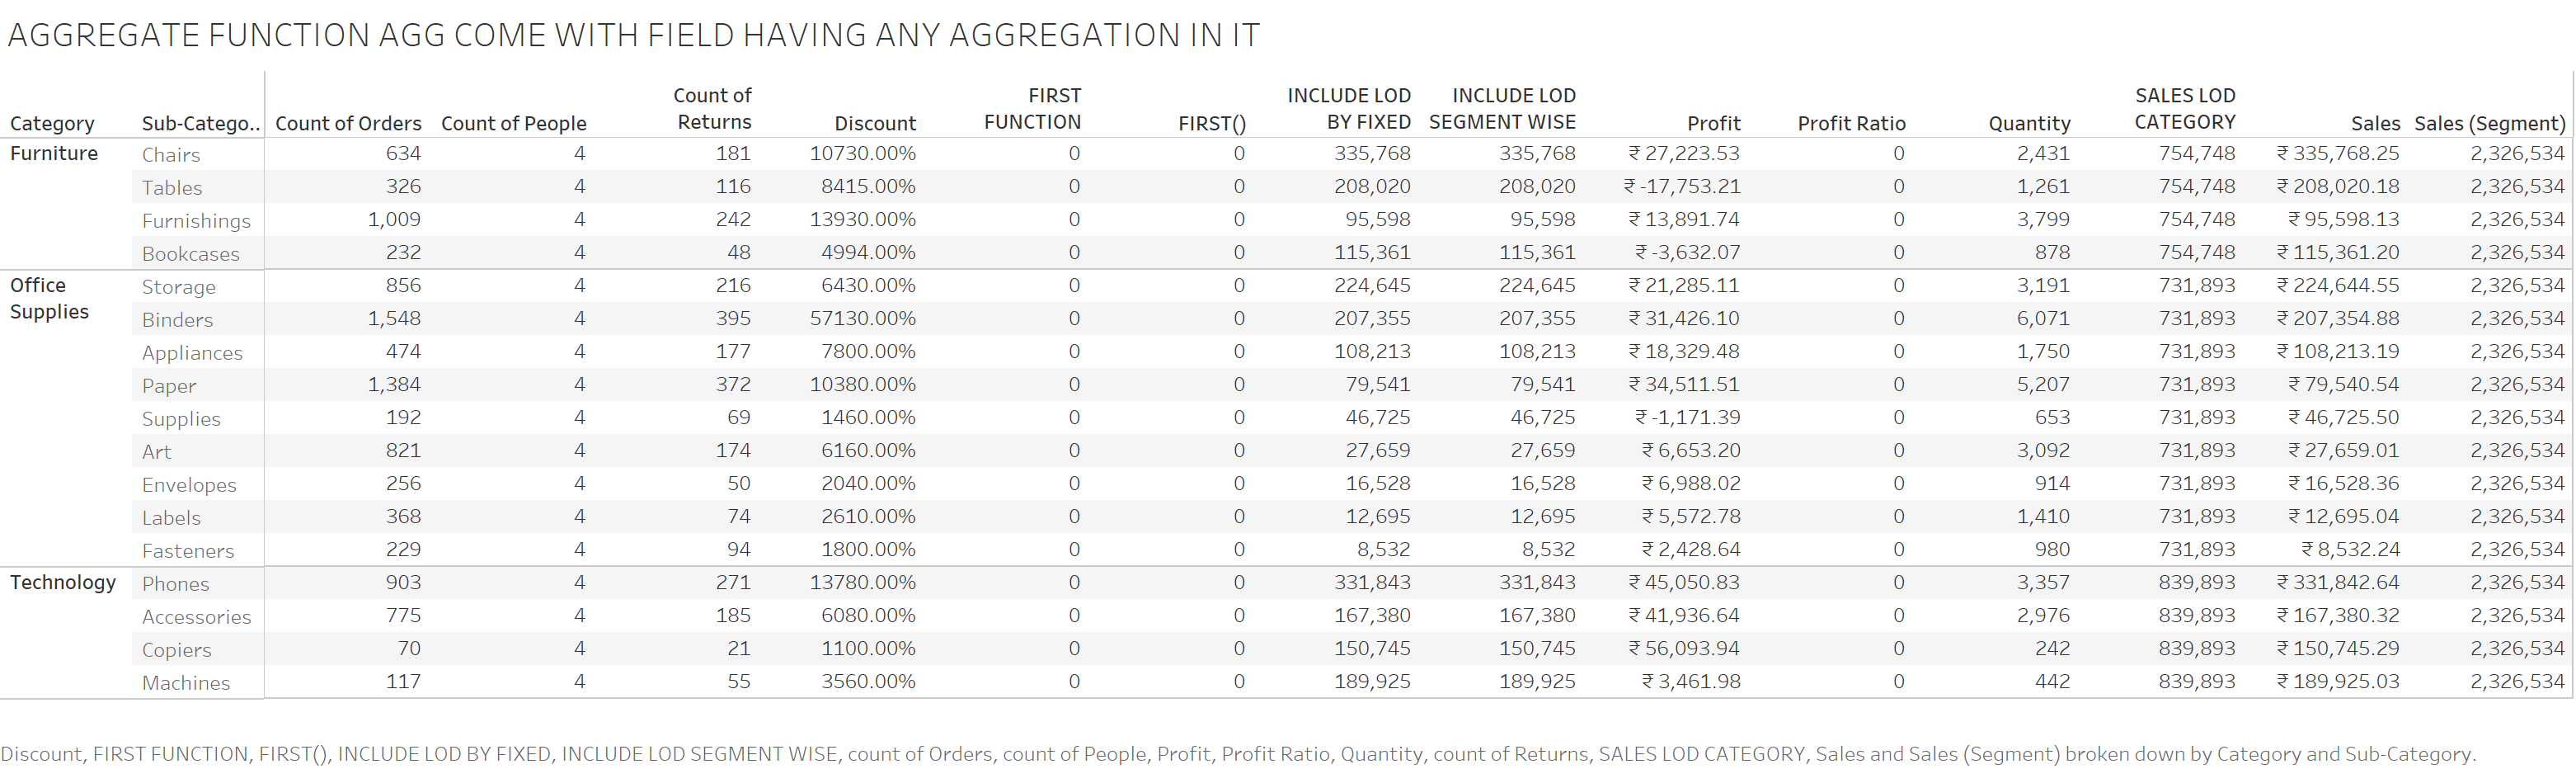 AGGREGATE FUNCTION AGG COME WITH FIELD HAVING ANY AGGREGATION IN IT
Category Sub-Catego.. Count of Orders Count of People Count of Returns Discount FIRST FUNCTION FIRST() INCLUDE LOD BY FIXED INCLUDE LOD SEGMENT WISE Profit Profit Ratio Quantity SALES LOD CATEGORY Sales Sales (Segment)
Furniture Chairs 634 4 181 10730.00% 0 0 335,768 335,768 ₹ 27,223.53 0 2,431 754,748 ₹ 335,768.25 2,326,534
Tables 326 4 116 8415.00% 0 0 208,020 208,020 ₹ -17,753.21 0 1,261 754,748 ₹ 208,020.18 2,326,534
Furnishings 1,009 4 242 13930.00% 0 0 95,598 95,598 ₹ 13,891.74 0 3,799 754,748 ₹ 95,598.13 2,326,534
Bookcases 232 4 48 4994.00% 0 0 115,361 115,361 ₹ -3,632.07 0 878 754,748 ₹ 115,361.20 2,326,534
Office Supplies Storage 856 4 216 6430.00% 0 0 224,645 224,645 ₹ 21,285.11 0 3,191 731,893 ₹ 224,644.55 2,326,534
Binders 1,548 4 395 57130.00% 0 0 207,355 207,355 ₹ 31,426.10 0 6,071 731,893 ₹ 207,354.88 2,326,534
Appliances 474 4 177 7800.00% 0 0 108,213 108,213 ₹ 18,329.48 0 1,750 731,893 ₹ 108,213.19 2,326,534
Paper 1,384 4 372 10380.00% 0 0 79,541 79,541 ₹ 34,511.51 0 5,207 731,893 ₹ 79,540.54 2,326,534
Supplies 192 4 69 1460.00% 0 0 46,725 46,725 ₹ -1,171.39 0 653 731,893 ₹ 46,725.50 2,326,534
Art 821 4 174 6160.00% 0 0 27,659 27,659 ₹ 6,653.20 0 3,092 731,893 ₹ 27,659.01 2,326,534
Envelopes 256 4 50 2040.00% 0 0 16,528 16,528 ₹ 6,988.02 0 914 731,893 ₹ 16,528.36 2,326,534
Labels 368 4 74 2610.00% 0 0 12,695 12,695 ₹ 5,572.78 0 1,410 731,893 ₹ 12,695.04 2,326,534
Fasteners 229 4 94 1800.00% 0 0 8,532 8,532 ₹ 2,428.64 0 980 731,893 ₹ 8,532.24 2,326,534
Technology Phones 903 4 271 13780.00% 0 0 331,843 331,843 ₹ 45,050.83 0 3,357 839,893 ₹ 331,842.64 2,326,534
Accessories 775 4 185 6080.00% 0 0 167,380 167,380 ₹ 41,936.64 0 2,976 839,893 ₹ 167,380.32 2,326,534
Copiers 70 4 21 1100.00% 0 0 150,745 150,745 ₹ 56,093.94 0 242 839,893 ₹ 150,745.29 2,326,534
Machines 117 4 55 3560.00% 0 0 189,925 189,925 ₹ 3,461.98 0 442 839,893 ₹ 189,925.03 2,326,534
Discount, FIRST FUNCTION, FIRST(), INCLUDE LOD BY FIXED, INCLUDE LOD SEGMENT WISE, count of Orders, count of People, Profit, Profit Ratio, Quantity, count of Returns, SALES LOD CATEGORY, Sales and Sales (Segment) broken down by Category and Sub-Category.